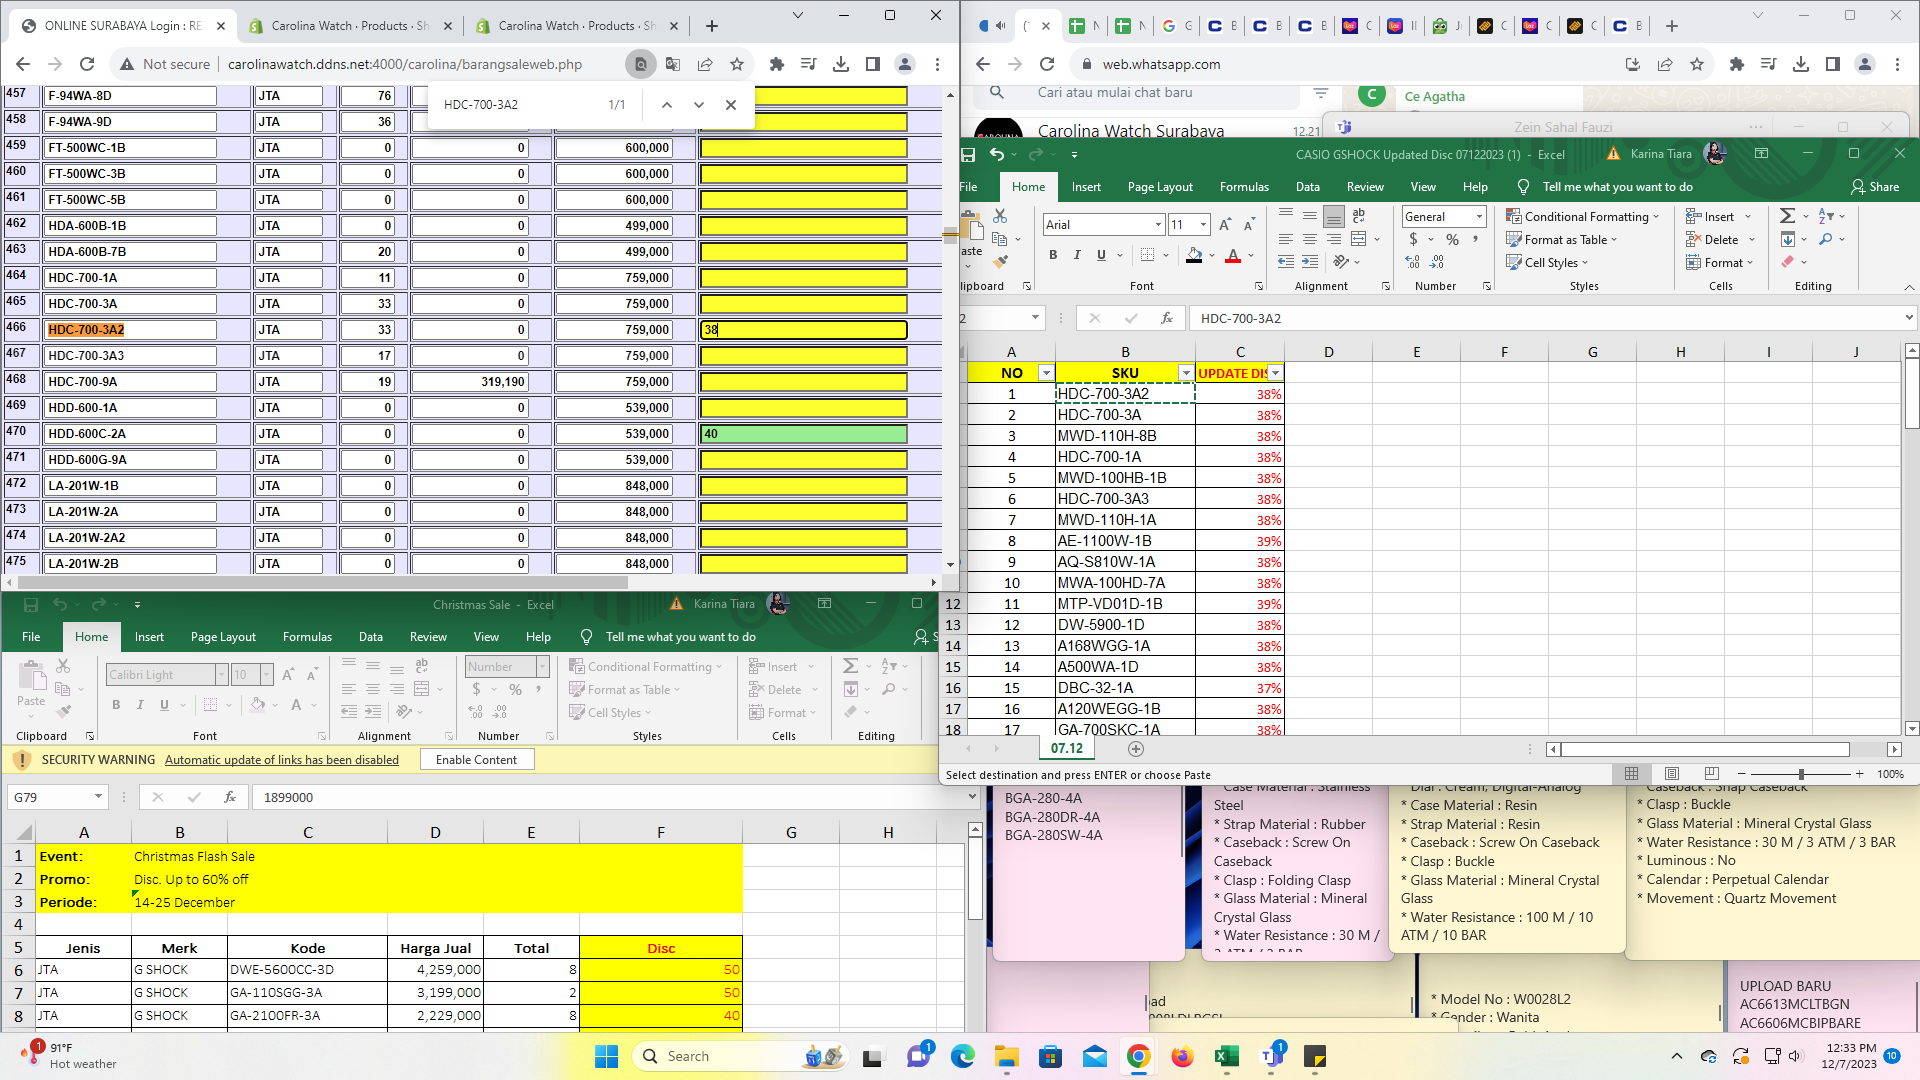 ONLINE SURABAYA Login : RE
Carolina Watch · Products · Sh
Carolina Watch · Products · Sh
Not secure
carolinawatch.ddns.net:4000/carolina/barangsaleweb.php
HDC-700-3A2
1/1
457 F-94WA-8D JTA 76
458 F-94WA-9D JTA 36
459 FT-500WC-1B JTA 0 0 600,000
460 FT-500WC-3B JTA 0 0 600,000
461 FT-500WC-5B JTA 0 0 600,000
462 HDA-600B-1B JTA 0 0 499,000
463 HDA-600B-7B JTA 20 0 499,000
464 HDC-700-1A JTA 11 0 759,000
465 HDC-700-3A JTA 33 0 759,000
466 HDC-700-3A2 JTA 33 0 759,000 38
467 HDC-700-3A3 JTA 17 0 759,000
468 HDC-700-9A JTA 19 319,190 759,000
469 HDD-600-1A JTA 0 0 539,000
470 HDD-600C-2A JTA 0 0 539,000 40
471 HDD-600G-9A JTA 0 0 539,000
472 LA-201W-1B JTA 0 0 848,000
473 LA-201W-2A JTA 0 0 848,000
474 LA-201W-2A2 JTA 0 0 848,000
475 LA-201W-2B JTA 0 0 848,000
web.whatsapp.com
Cari atau mulai chat baru
Carolina Watch Surabaya 12.21
C Ce Agatha
Zein Sahal Fauzi
CASIO GSHOCK Updated Disc 07122023 (1) - Excel
Karina Tiara
File Home Insert Page Layout Formulas Data Review View Help Tell me what you want to do Share
Arial 11
General
Conditional Formatting
Format as Table
Cell Styles
Insert
Delete
Format
Clipboard Font Alignment Number Styles Cells Editing
HDC-700-3A2
A B C D E F G H I J
NO SKU UPDATE DIS
1 HDC-700-3A2 38%
2 HDC-700-3A 38%
3 MWD-110H-8B 38%
4 HDC-700-1A 38%
5 MWD-100HB-1B 38%
6 HDC-700-3A3 38%
7 MWD-110H-1A 38%
8 AE-1100W-1B 39%
9 AQ-S810W-1A 38%
10 MWA-100HD-7A 38%
12 11 MTP-VD01D-1B 39%
13 12 DW-5900-1D 38%
14 13 A168WGG-1A 38%
15 14 A500WA-1D 38%
16 15 DBC-32-1A 37%
17 16 A120WEGG-1B 38%
18 17 GA-700SKC-1A 38%
07.12
Select destination and press ENTER or choose Paste
100%
Christmas Sale - Excel
Karina Tiara
File Home Insert Page Layout Formulas Data Review View Help Tell me what you want to do
Paste
Calibri Light 10
Number
Conditional Formatting
Format as Table
Cell Styles
Insert
Delete
Format
Clipboard Font Alignment Number Styles Cells Editing
SECURITY WARNING Automatic update of links has been disabled Enable Content
G79
1899000
A B C D E F G H
1 Event: Christmas Flash Sale
2 Promo: Disc. Up to 60% off
3 Periode: 14-25 December
4
5 Jenis Merk Kode Harga Jual Total Disc
6 JTA G SHOCK DWE-5600CC-3D 4,259,000 8 50
7 JTA G SHOCK GA-110SGG-3A 3,199,000 2 50
8 JTA G SHOCK GA-2100FR-3A 2,229,000 8 40
BGA-280-4A
BGA-280DR-4A
BGA-280SW-4A
* Case Material : Stainless
Steel
* Strap Material : Rubber
* Caseback : Screw On
Caseback
* Clasp : Folding Clasp
* Glass Material : Mineral
Crystal Glass
* Water Resistance : 30 M /
3 ATM / 3 BAR
* Dial : Cream, Digital-Analog
* Case Material : Resin
* Strap Material : Resin
* Caseback : Screw On Caseback
* Clasp : Buckle
* Glass Material : Mineral Crystal
Glass
* Water Resistance : 100 M / 10
ATM / 10 BAR
* Caseback : Snap Caseback
* Clasp : Buckle
* Glass Material : Mineral Crystal Glass
* Water Resistance : 30 M / 3 ATM / 3 BAR
* Luminous : No
* Calendar : Perpetual Calendar
* Movement : Quartz Movement
* Model No : W0028L2
* Gender : Wanita
UPLOAD BARU
AC6613MCLTBGN
AC6606MCBIPBARE
91°F
Hot weather
Search
12:33 PM
12/7/2023
10